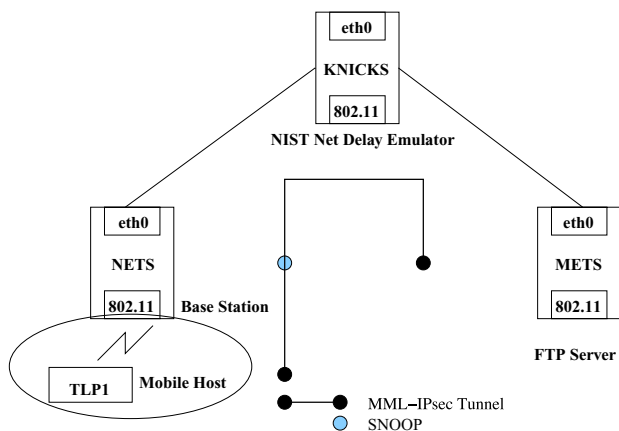 eth0
KNICKS
802.11
NIST Net Delay Emulator
eth0
NETS
802.11
Base Station
TLP1
Mobile Host
eth0
METS
802.11
FTP Server
MML−IPsec Tunnel
SNOOP